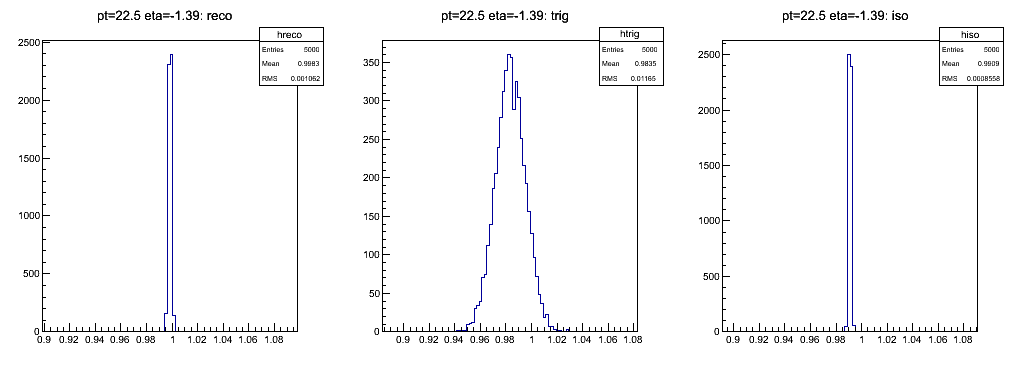 pt=22.5 eta=-1.39: reco
hreco
Entries 5000
Mean 0.9983
RMS 0.001062
2500
2000
1500
1000
500
0
0.9 0.92 0.94 0.96 0.98 1 1.02 1.04 1.06 1.08
pt=22.5 eta=-1.39: trig
htrig
Entries 5000
Mean 0.9835
RMS 0.01165
350
300
250
200
150
100
50
0
0.9 0.92 0.94 0.96 0.98 1 1.02 1.04 1.06 1.08
pt=22.5 eta=-1.39: iso
hiso
Entries 5000
Mean 0.9909
RMS 0.0008558
2500
2000
1500
1000
500
0
0.9 0.92 0.94 0.96 0.98 1 1.02 1.04 1.06 1.08